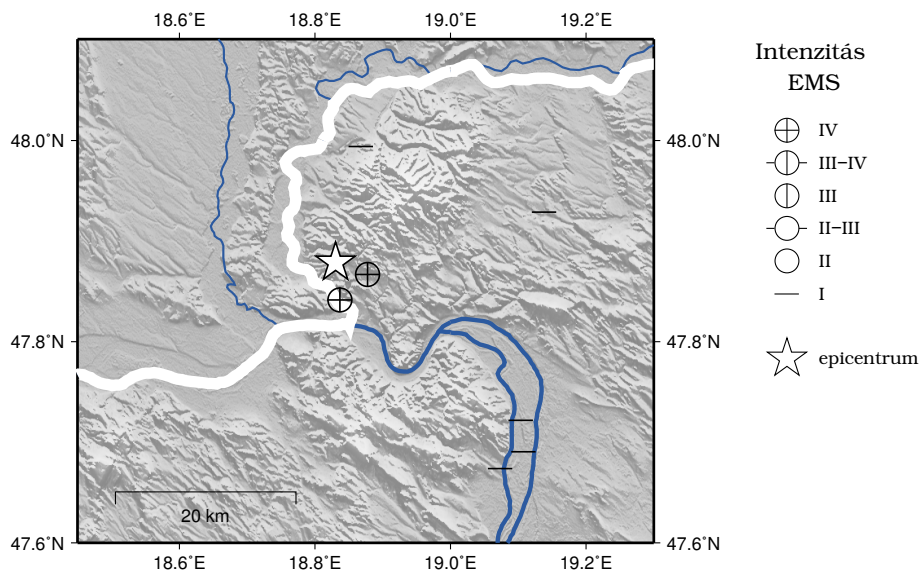 18.6˚E 18.8˚E 19.0˚E 19.2˚E
Intenzitás
EMS
IV
48.0˚N 48.0˚N
III−IV
III
II−III
II
I
47.8˚N 47.8˚N
epicentrum
20 km
47.6˚N 47.6˚N
18.6˚E 18.8˚E 19.0˚E 19.2˚E